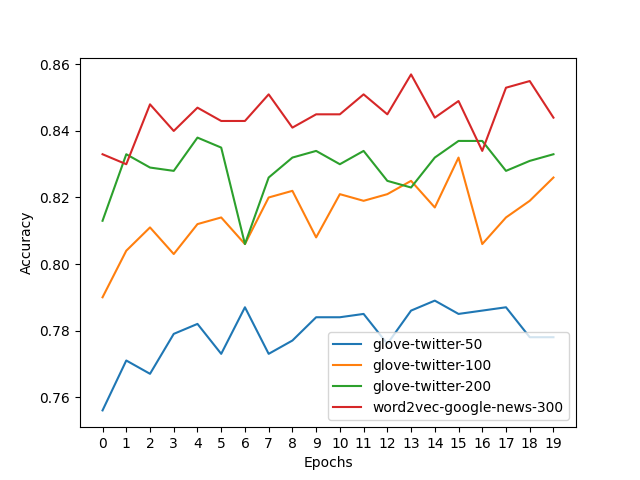 0.86
0.84
0.82
0.80
0.78
0.76
Accuracy
glove-twitter-50
glove-twitter-100
glove-twitter-200
word2vec-google-news-300
0 1 2 3 4 5 6 7 8 9 10 11 12 13 14 15 16 17 18 19
Epochs